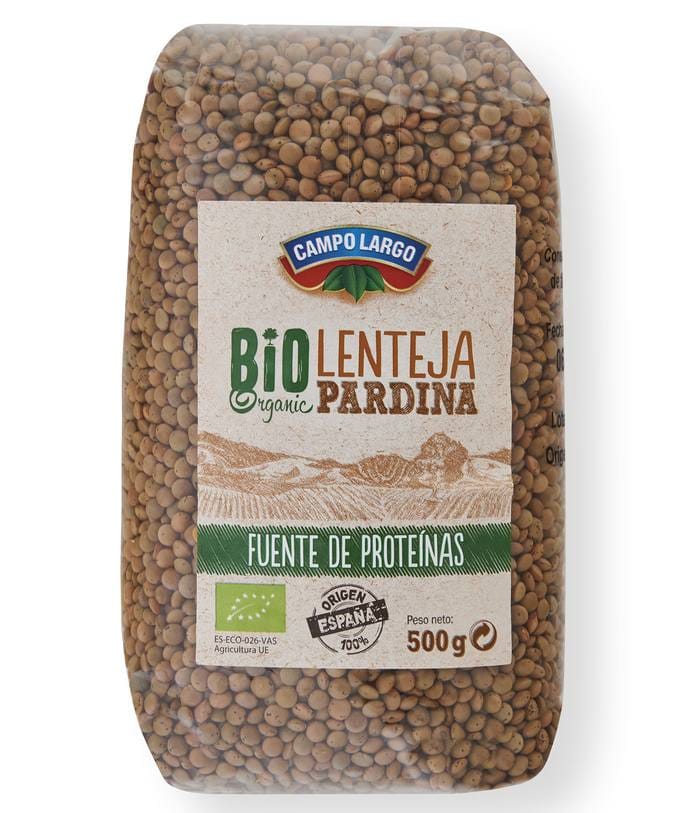 CAMPO LARGO
BIO
Organic
LENTEJA
PARDINA
FUENTE DE PROTEÍNAS
ES-ECO-026-VAS
Agricultura UE
ORIGEN
ESPAÑA
100%
Peso neto:
500g
de